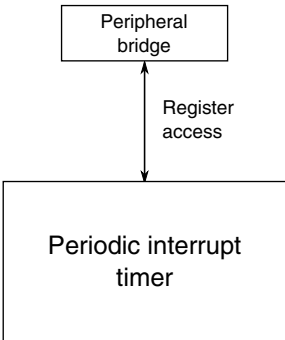 Peripheral
bridge
Register
access
Periodic interrupt
timer